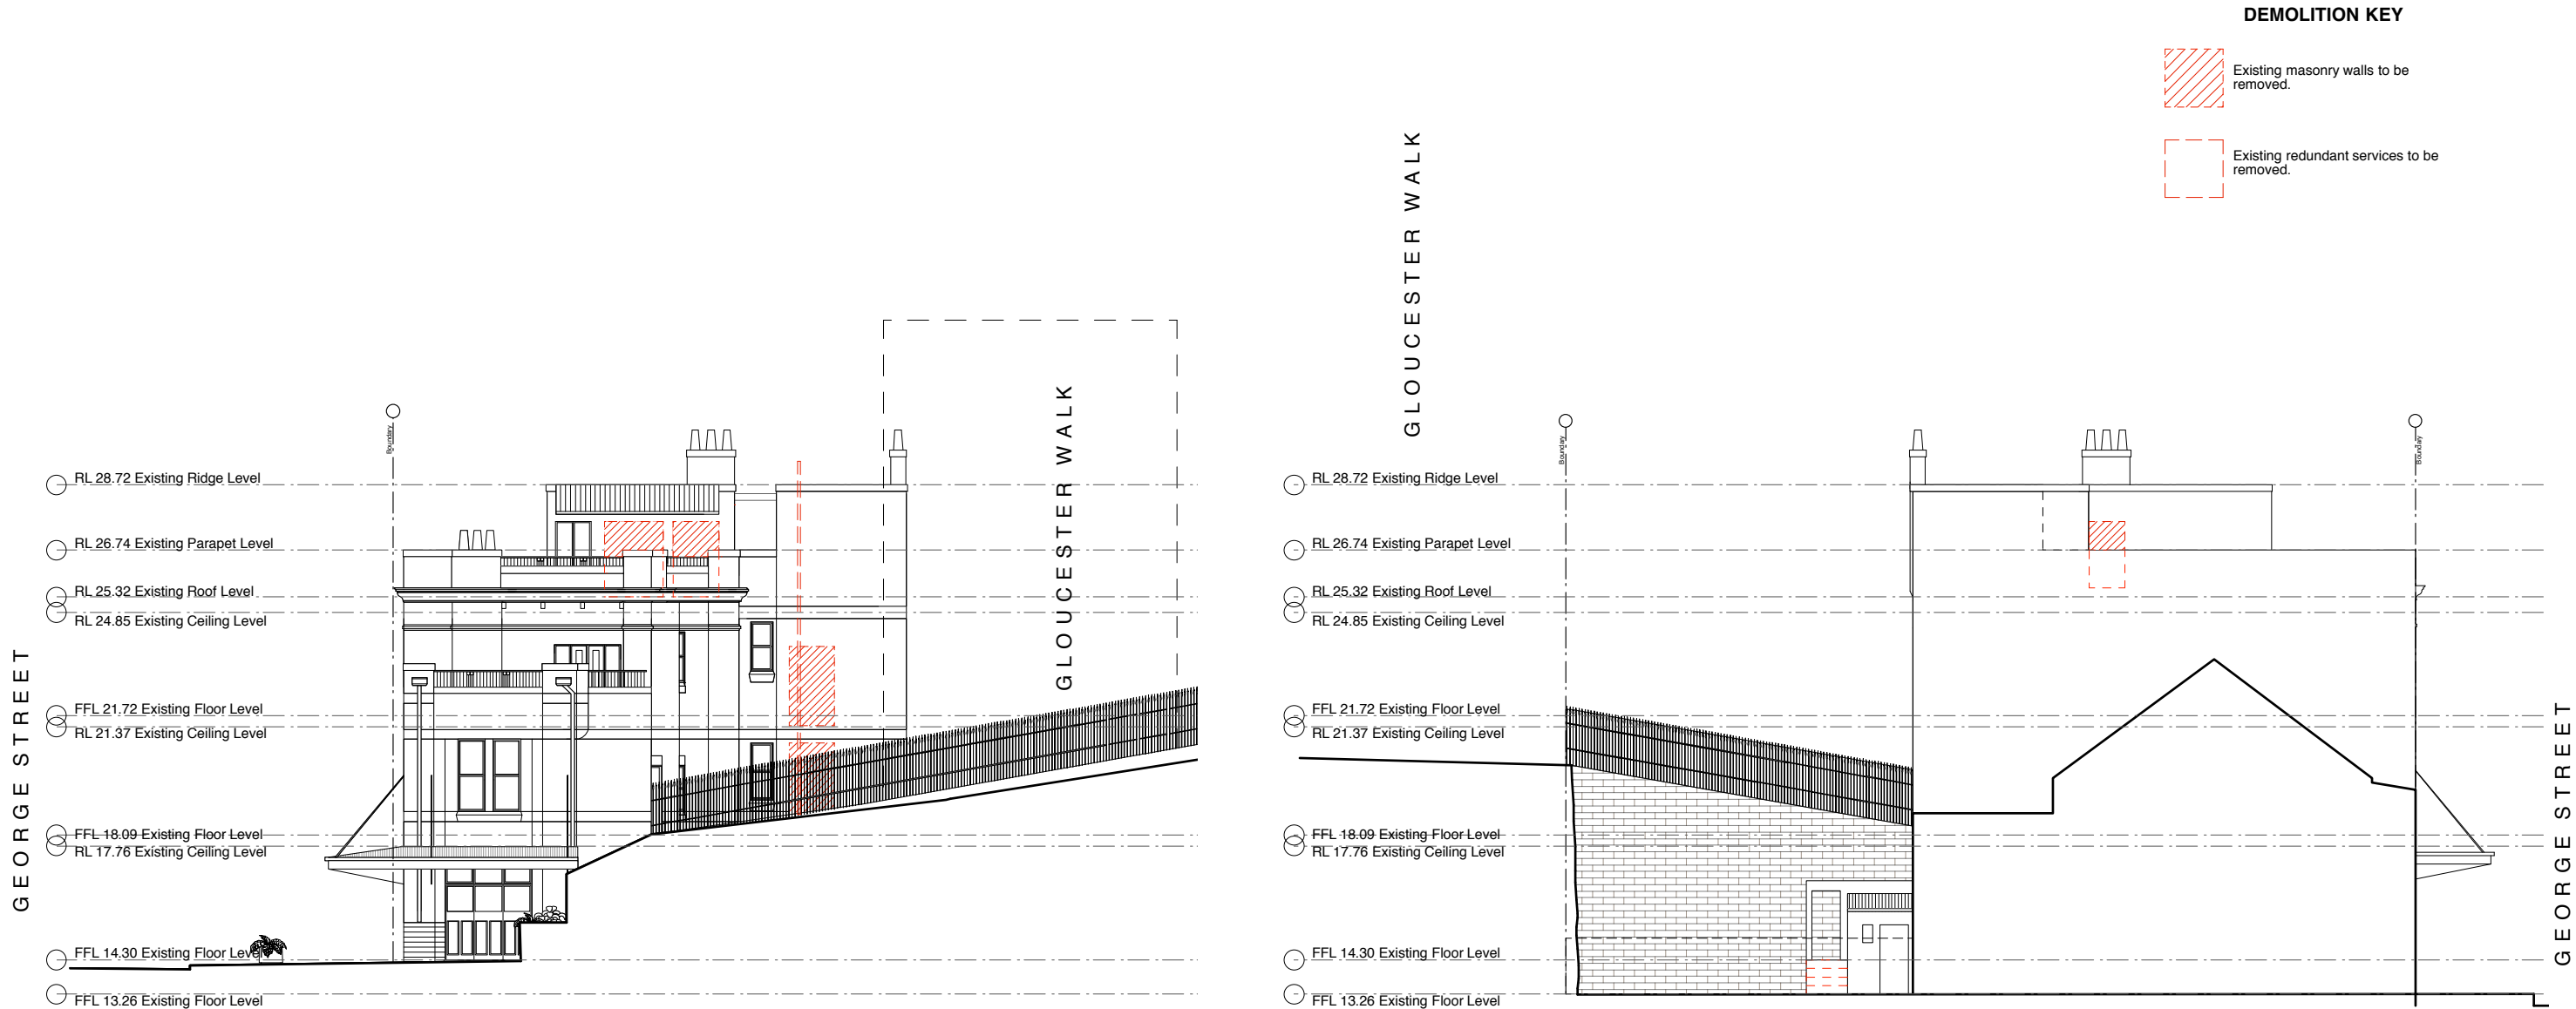 DEMOLITION KEY
Existing masonry walls to be
removed.
Existing redundant services to be
removed.
GEORGE STREET
Boundary
RL 28.72 Existing Ridge Level
RL 26.74 Existing Parapet Level
RL 25.32 Existing Roof Level
RL 24.85 Existing Ceiling Level
FFL 21.72 Existing Floor Level
RL 21.37 Existing Ceiling Level
FFL 18.09 Existing Floor Level
RL 17.76 Existing Ceiling Level
FFL 14.30 Existing Floor Level
FFL 13.26 Existing Floor Level
GLOUCESTER WALK
GLOUCESTER WALK
Boundary
Boundary
RL 28.72 Existing Ridge Level
RL 26.74 Existing Parapet Level
RL 25.32 Existing Roof Level
RL 24.85 Existing Ceiling Level
FFL 21.72 Existing Floor Level
RL 21.37 Existing Ceiling Level
FFL 18.09 Existing Floor Level
RL 17.76 Existing Ceiling Level
FFL 14.30 Existing Floor Level
FFL 13.26 Existing Floor Level
GEORGE STREET